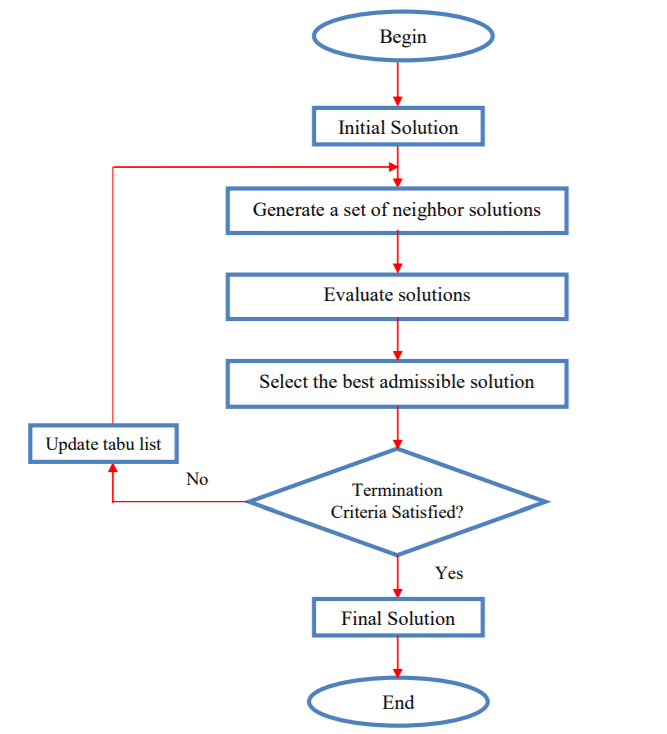 Begin
Initial Solution
Generate a set of neighbor solutions
Evaluate solutions
Select the best admissible solution
Update tabu list
No
Termination
Criteria Satisfied?
Yes
Final Solution
End